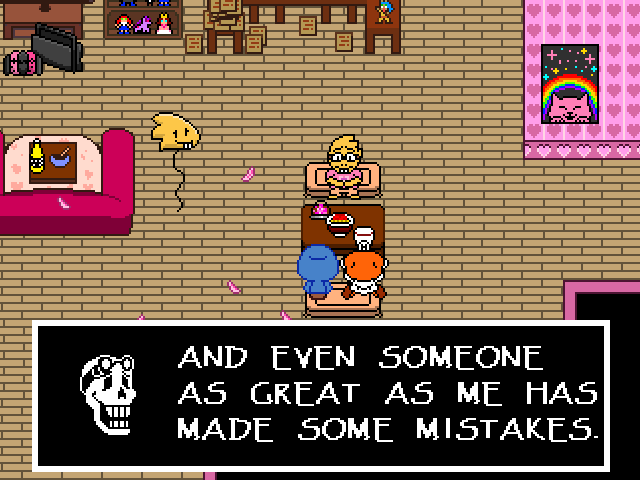 AND EVEN SOMEONE
AS GREAT AS ME HAS
MADE SOME MISTAKES.